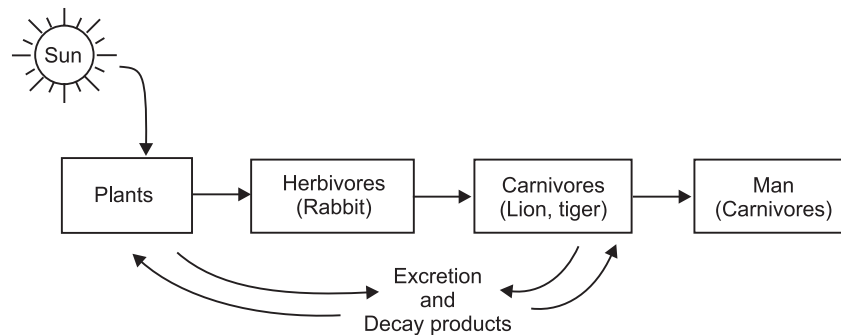 Sun
Plants
Herbivores
(Rabbit)
Carnivores
(Lion, tiger)
Man
(Carnivores)
Excretion
and
Decay products